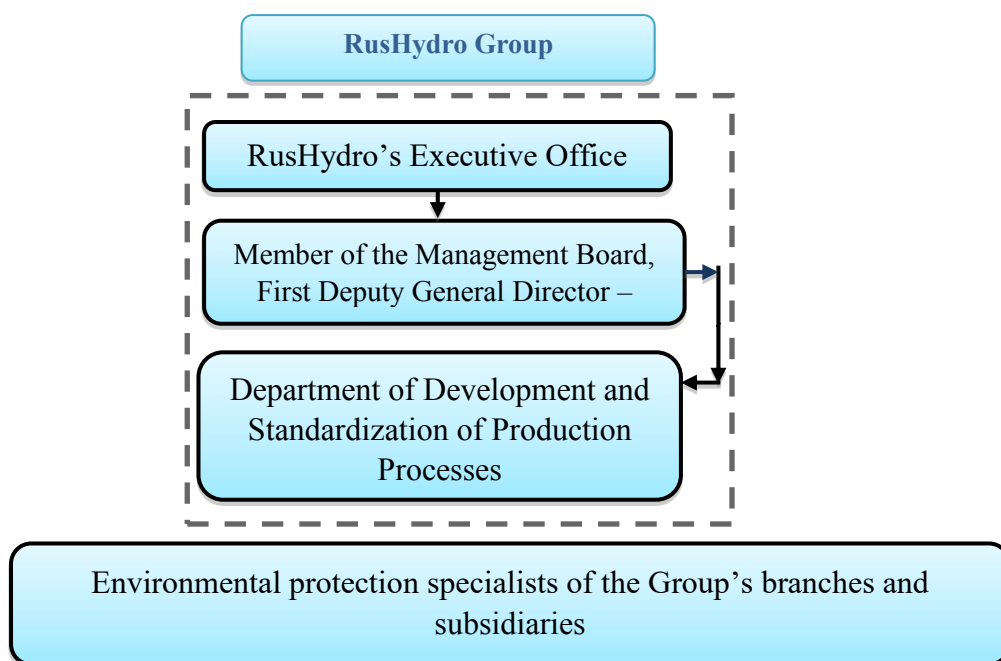 RusHydro Group
RusHydro’s Executive Office
Member of the Management Board,
First Deputy General Director –
Department of Development and
Standardization of Production
Processes
Environmental protection specialists of the Group’s branches and
subsidiaries